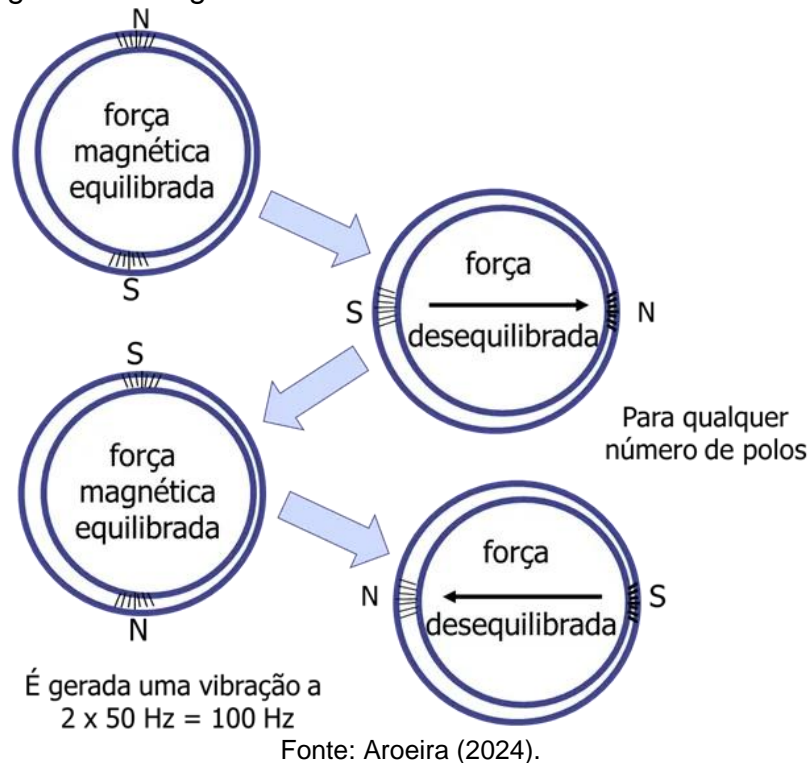 N
força
magnética
equilibrada
S
força
S
N
desequilibrada
S
força
magnética
equilibrada
N
Para qualquer
número de polos
força
N
S
desequilibrada
É gerada uma vibração a
2 x 50 Hz = 100 Hz
Fonte: Aroeira (2024).